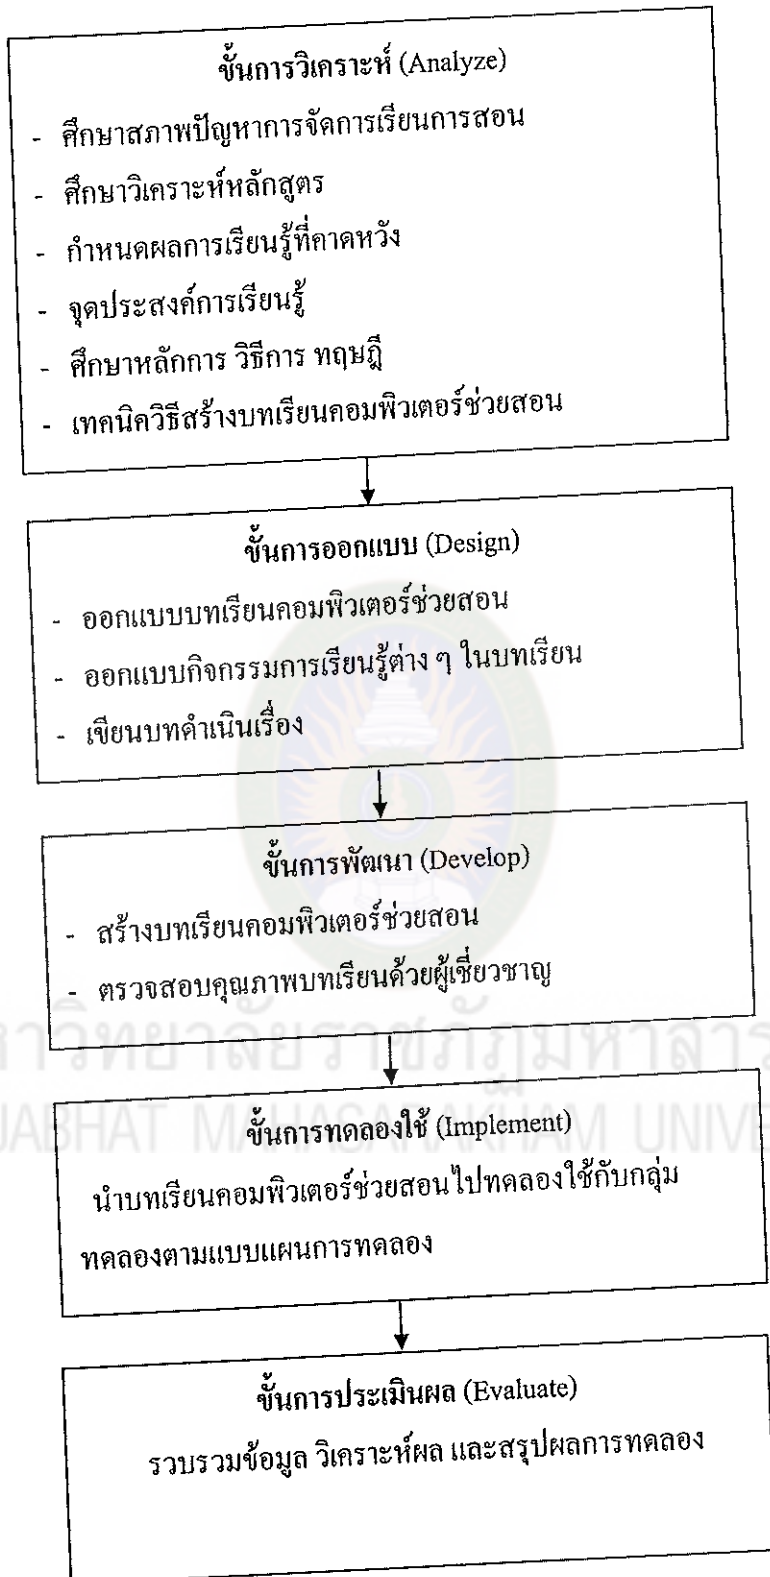 ขั้นการวิเคราะห์ (Analyze)
- ศึกษาสภาพปัญหาการจัดการเรียนการสอน
- ศึกษาวิเคราะห์หลักสูตร
- กำหนดผลการเรียนรู้ที่คาดหวัง
- จุดประสงค์การเรียนรู้
- ศึกษาหลักการ วิธีการ ทฤษฎี
- เทคนิควิธีสร้างบทเรียนคอมพิวเตอร์ช่วยสอน
ขั้นการออกแบบ (Design)
- ออกแบบบทเรียนคอมพิวเตอร์ช่วยสอน
- ออกแบบกิจกรรมการเรียนรู้ต่าง ๆ ในบทเรียน
- เขียนบทดำเนินเรื่อง
ขั้นการพัฒนา (Develop)
- สร้างบทเรียนคอมพิวเตอร์ช่วยสอน
- ตรวจสอบคุณภาพบทเรียนด้วยผู้เชี่ยวชาญ
หาวิทยาลัยราชภัฏมหาสาร
JABHAT MAHASARAKHAM UNIVE
ขั้นการทดลองใช้ (Implement)
นำบทเรียนคอมพิวเตอร์ช่วยสอนไปทดลองใช้กับกลุ่ม
ทดลองตามแบบแผนการทดลอง
ขั้นการประเมินผล (Evaluate)
รวบรวมข้อมูล วิเคราะห์ผล และสรุปผลการทดลอง